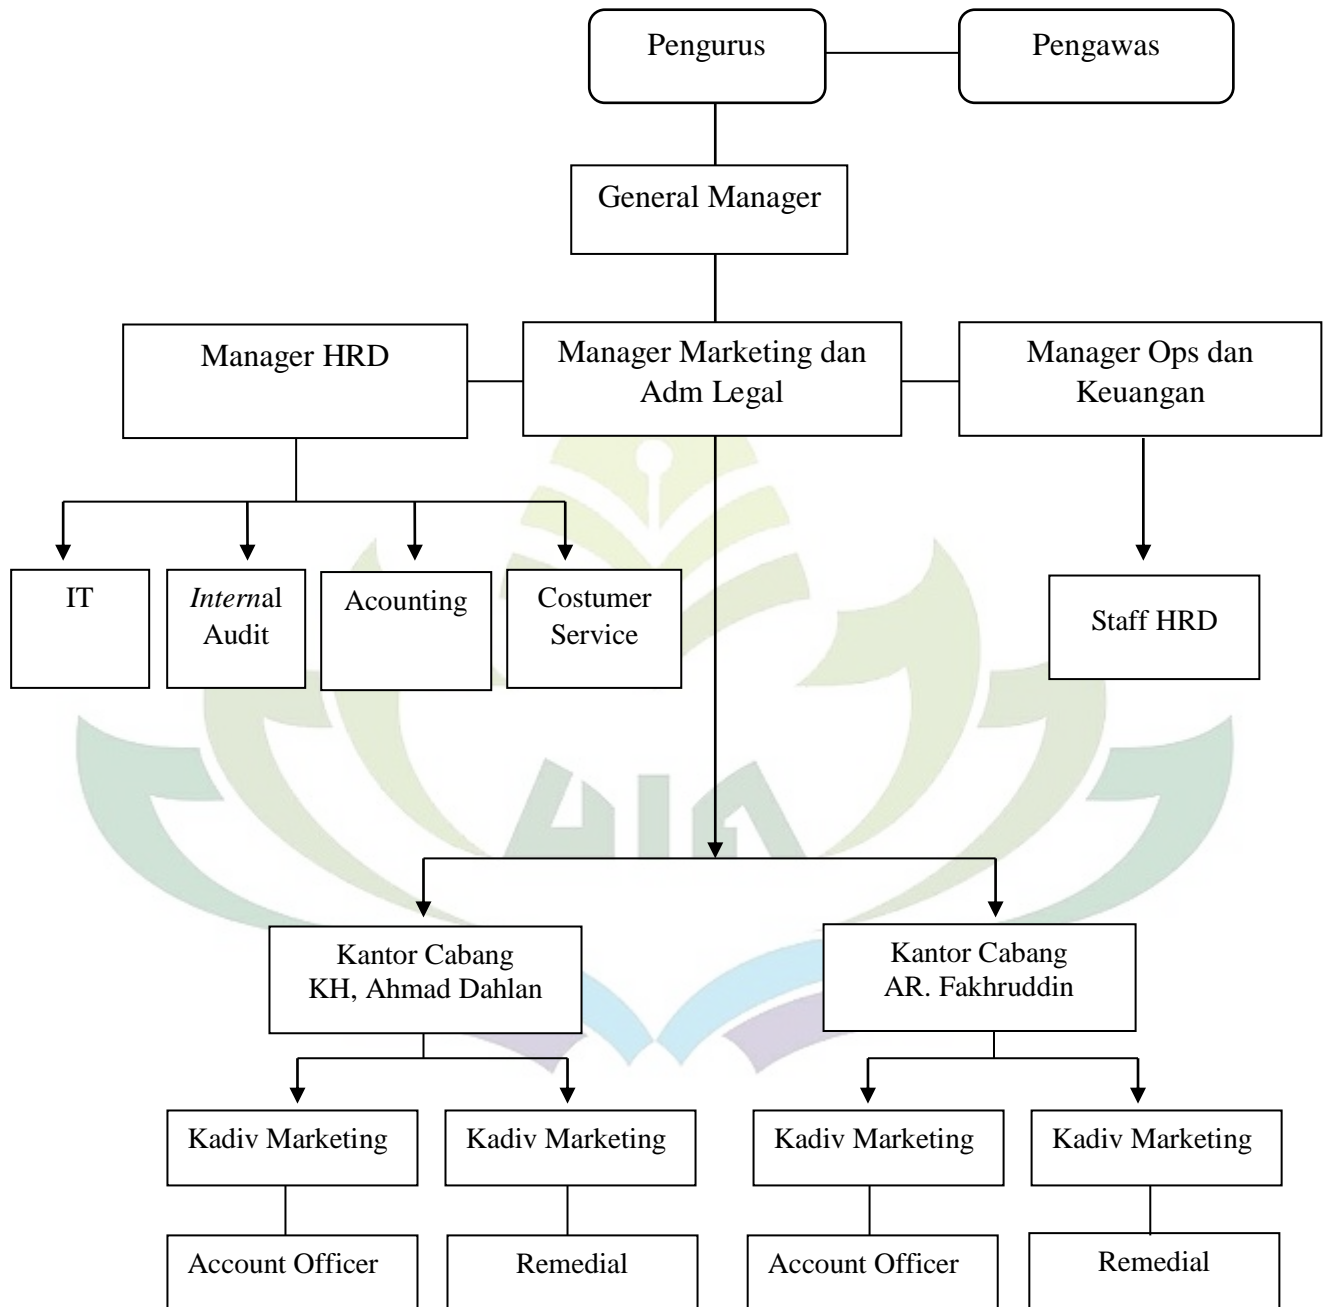 Pengurus
Pengawas
General Manager
Manager HRD
Manager Marketing dan
Adm Legal
Manager Ops dan
Keuangan
IT
Internal
Audit
Acounting
Costumer
Service
Staff HRD
Kantor Cabang
KH, Ahmad Dahlan
Kantor Cabang
AR. Fakhruddin
Kadiv Marketing
Kadiv Marketing
Kadiv Marketing
Kadiv Marketing
Account Officer
Remedial
Account Officer
Remedial